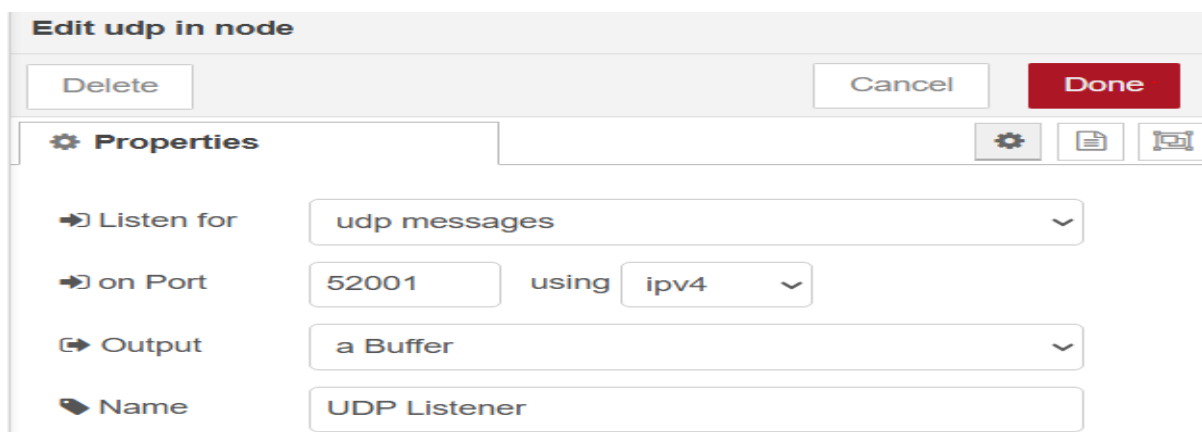 Edit udp in node
Delete Cancel Done
Properties
Listen for udp messages
on Port 52001 using ipv4
Output a Buffer
Name UDP Listener